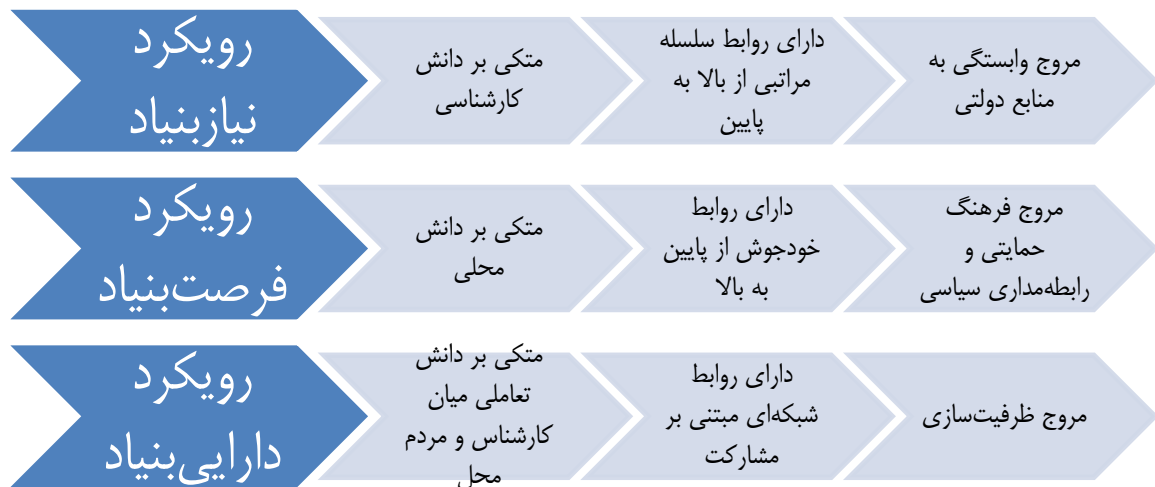 رویکرد
نیازبنیاد
متکی بر دانش
کارشناسی
دارای روابط سلسله
مراتبی از بالا به
پایین
مروج وابستگی به
منابع دولتی
رویکرد
فرصت‌بنیاد
متکی بر دانش
محلی
دارای روابط
خودجوش از پایین
به بالا
مروج فرهنگ
حمایتی و
رابطه‌مداری سیاسی
رویکرد
دارایی‌بنیاد
متکی بر دانش
تعاملی میان
کارشناس و مردم
محل
دارای روابط
شبکه‌ای مبتنی بر
مشارکت
مروج ظرفیت‌سازی